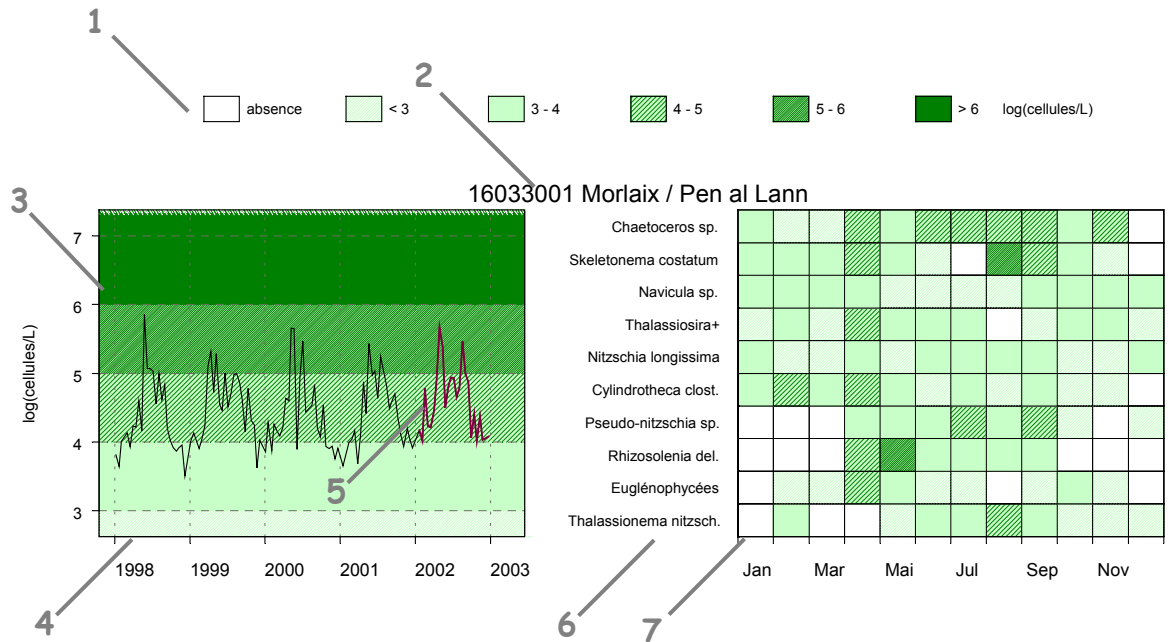 1
2
absence < 3 3 - 4 4 - 5 5 - 6 > 6 log(cellules/L)
16033001 Morlaix / Pen al Lann
3
7
6
5
4
3
log(cellules/L)
1998 1999 2000 2001 2002 2003
4
5
Chaetoceros sp.
Skeletonema costatum
Navicula sp.
Thalassiosira+
Nitzschia longissima
Cylindrotheca clost.
Pseudo-nitzschia sp.
Rhizosolenia del.
Euglénophycées
Thalassionema nitzsch.
Jan Mar Mai Jul Sep Nov
6
7